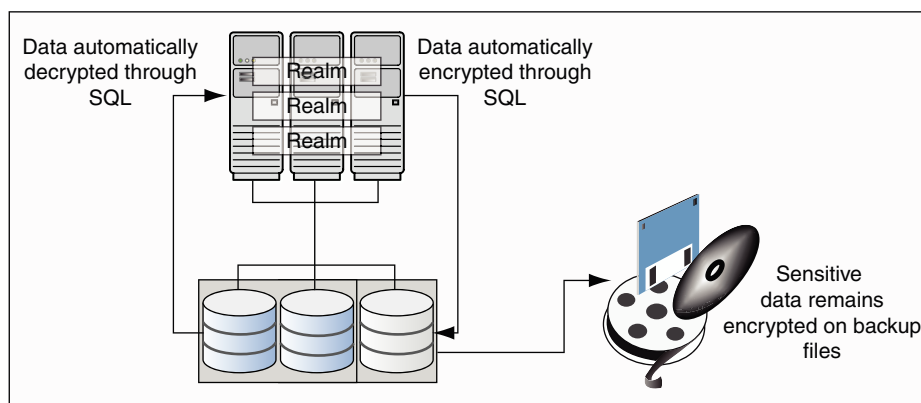 Data automatically
decrypted through
SQL
Realm
Realm
Realm
Data automatically
encrypted through
SQL
Sensitive
data remains
encrypted on backup
files